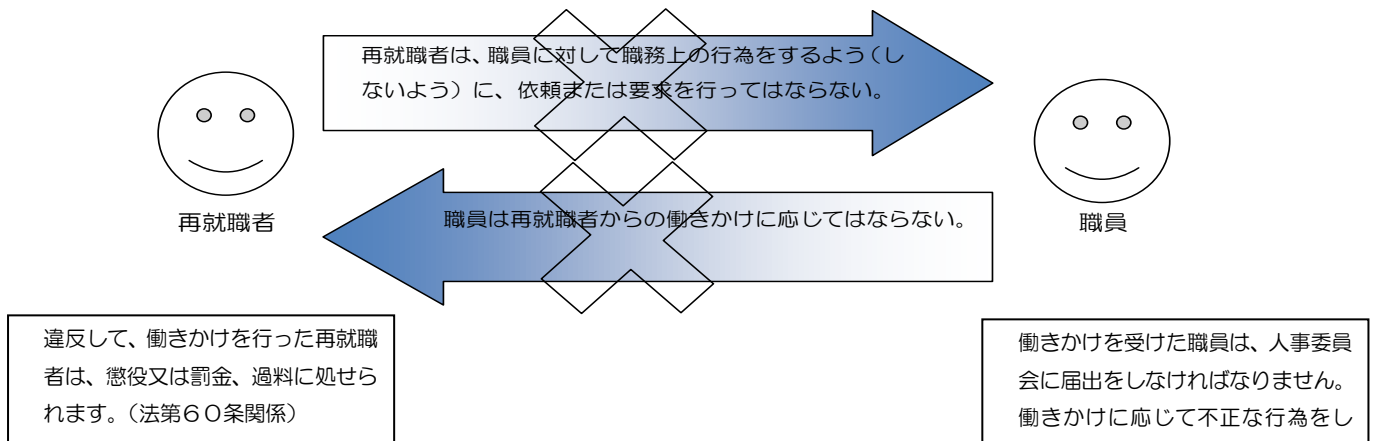 再就職者は、職員に対して職務上の行為をするよう(し
ないよう)に、依頼または要求を行ってはならない。
再就職者
職員は再就職者からの働きかけに応じてはならない。
職員
違反して、働きかけを行った再就職
者は、懲役又は罰金、過料に処せら
れます。(法第60条関係)
働きかけを受けた職員は、人事委員
会に届出をしなければなりません。
働きかけに応じて不正な行為をし